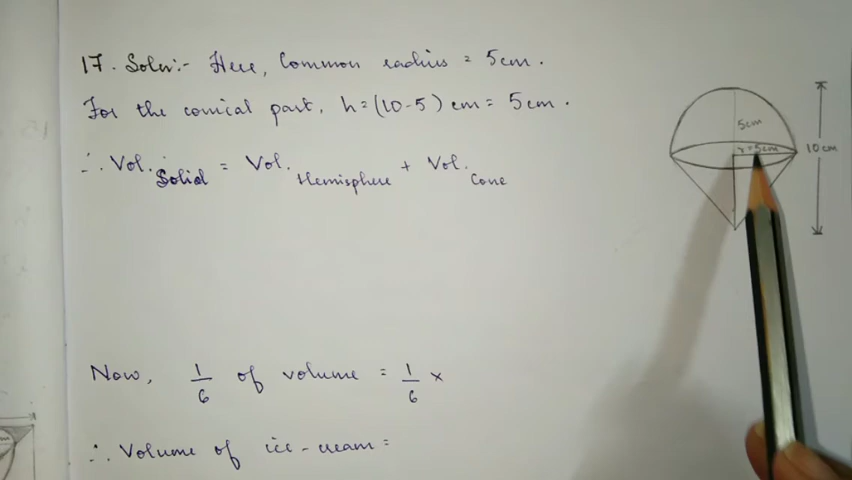 17. Soln:- Here, Common radius = 5cm.
For the conical part, h = (10-5) cm = 5cm.
∴ Vol. Solid = Vol. Hemisphere + Vol. Cone
Now, 1/6 of volume = 1/6 ×
∴ Volume of ice-cream =
5cm
r = 5cm
10cm